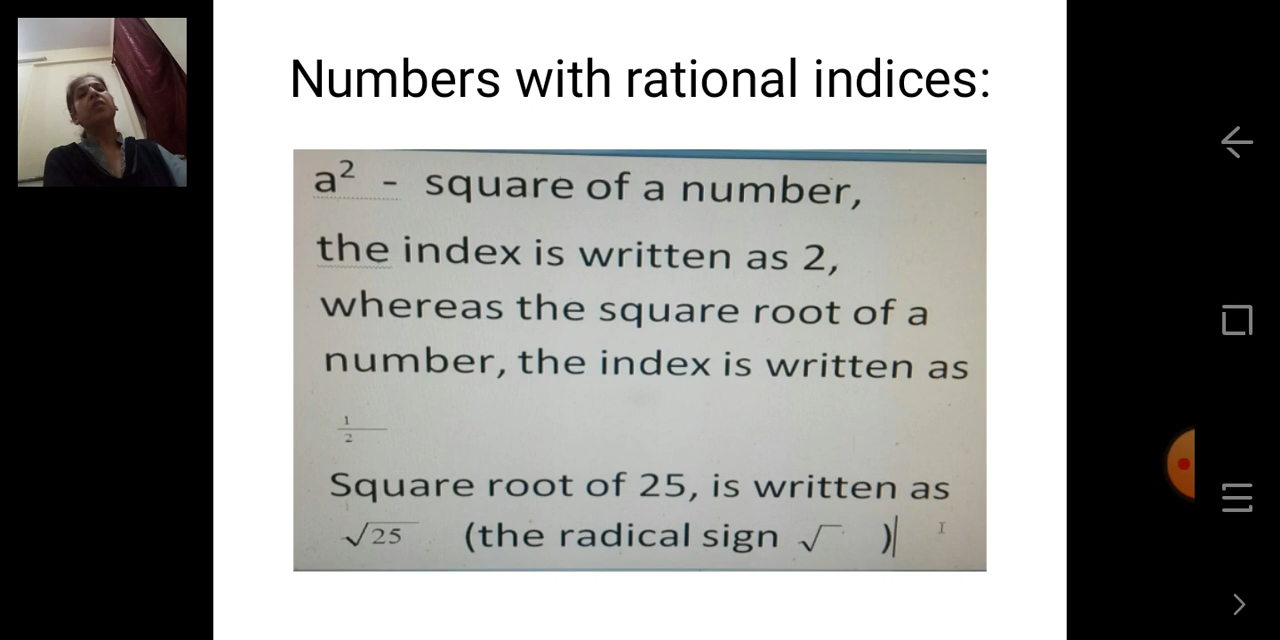 Numbers with rational indices:
a² - square of a number,
the index is written as 2,
whereas the square root of a
number, the index is written as
1/2
Square root of 25, is written as
√25 (the radical sign √ )